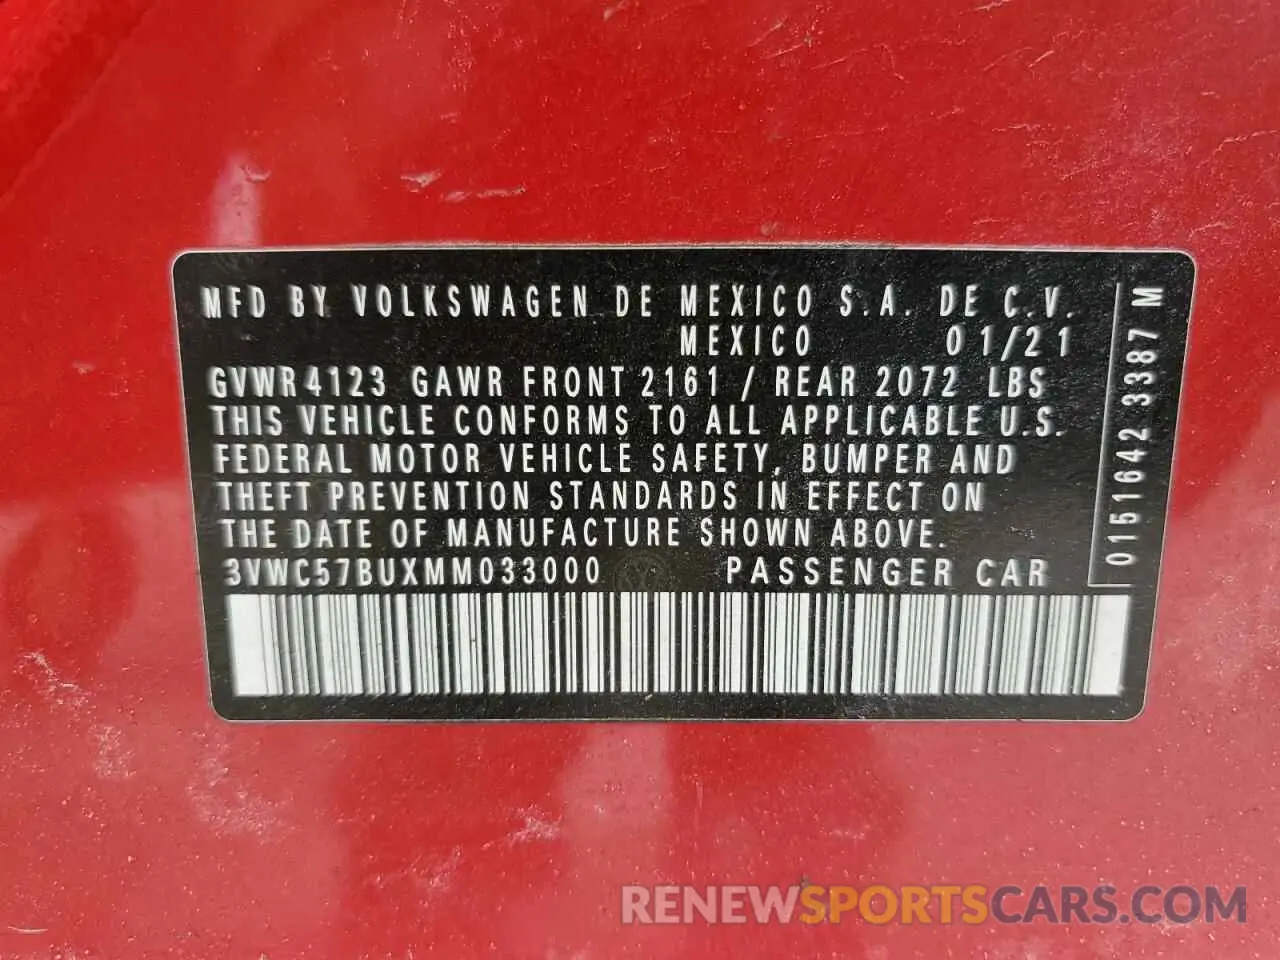 MFD BY VOLKSWAGEN DE MEXICO S.A. DE C.V.
MEXICO 01/21
GVWR 4123 GAWR FRONT 2161 / REAR 2072 LBS
THIS VEHICLE CONFORMS TO ALL APPLICABLE U.S.
FEDERAL MOTOR VEHICLE SAFETY, BUMPER AND
THEFT PREVENTION STANDARDS IN EFFECT ON
THE DATE OF MANUFACTURE SHOWN ABOVE.
3VWC57BUXMM033000 PASSENGER CAR
0151642 3387 M
RENEWSPORTSCARS.COM